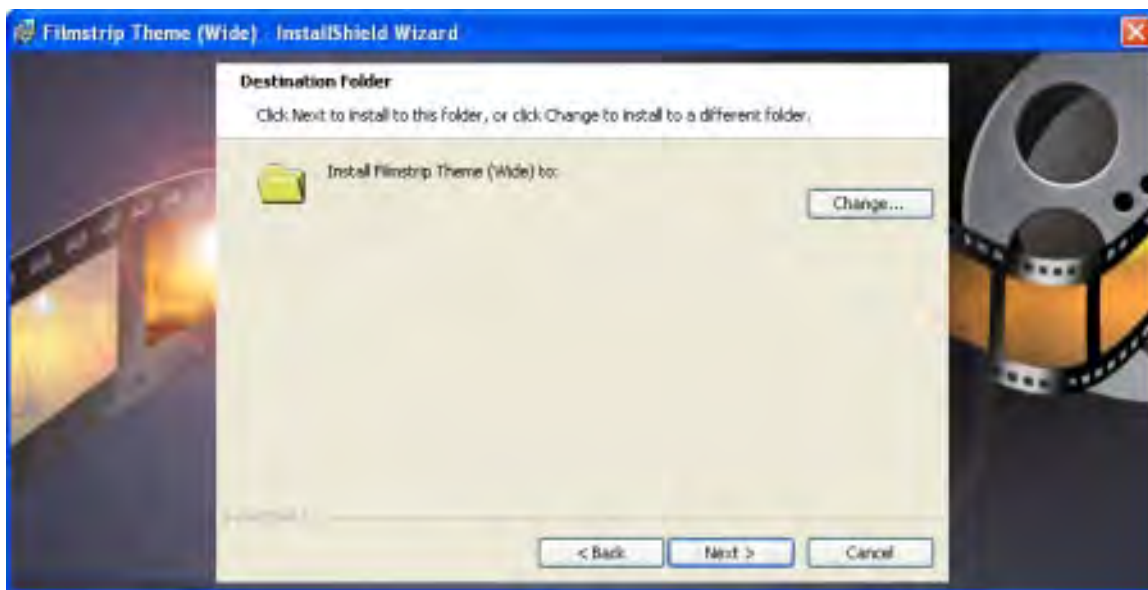 Filmstrip Theme (Wide) - InstallShield Wizard
Destination Folder
Click Next to install to this folder, or click Change to install to a different folder.
Install Filmstrip Theme (Wide) to:
Change...
< Back
Next >
Cancel